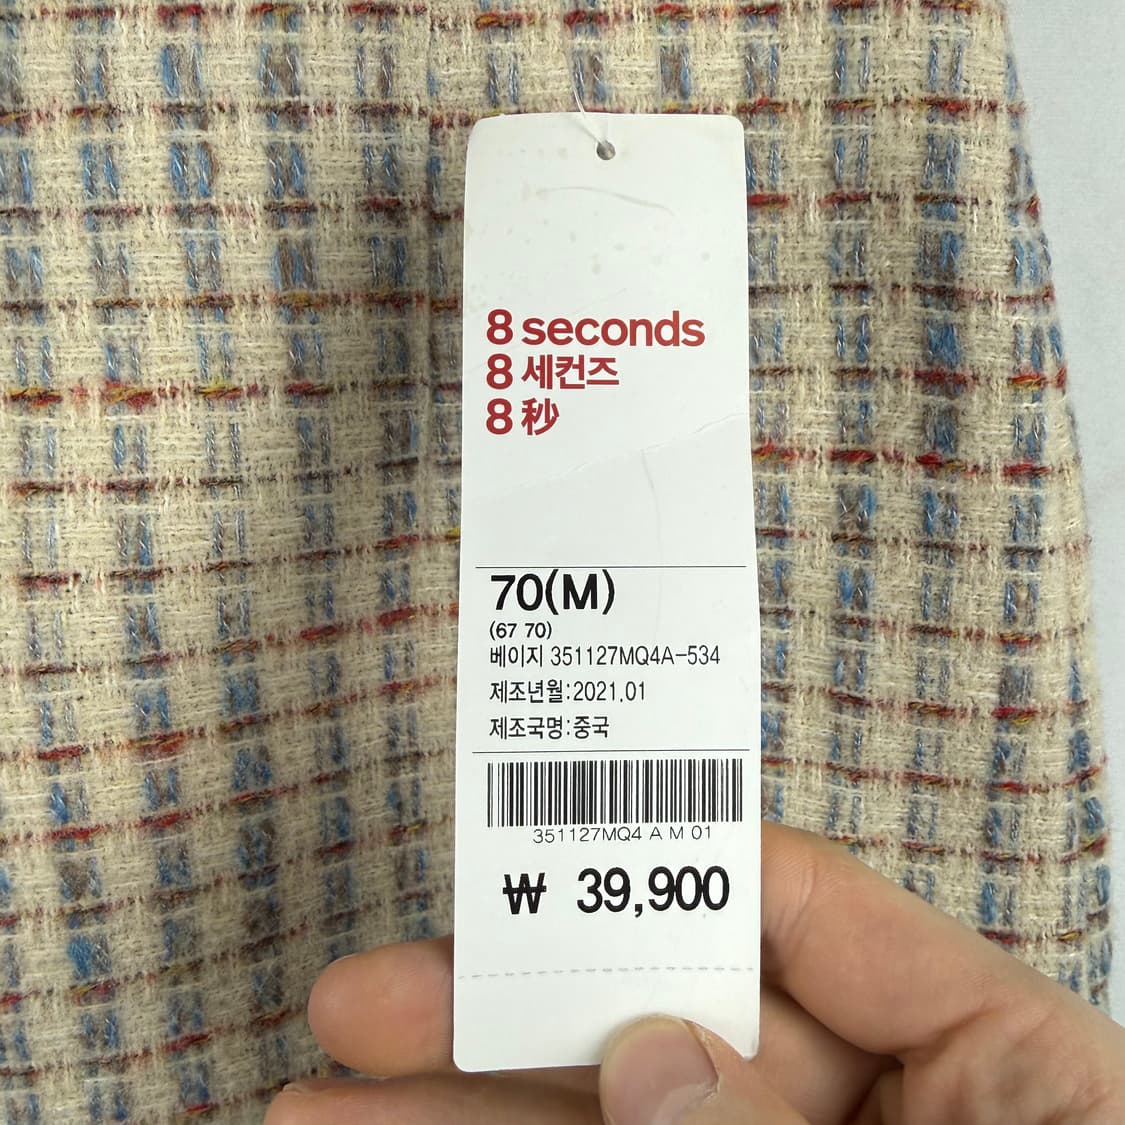 8 seconds
8 세컨즈
8 秒
70(M)
(67 70)
베이지 351127MQ4A-534
제조년월:2021.01
제조국명:중국
351127MQ4 A M 01
₩ 39,900